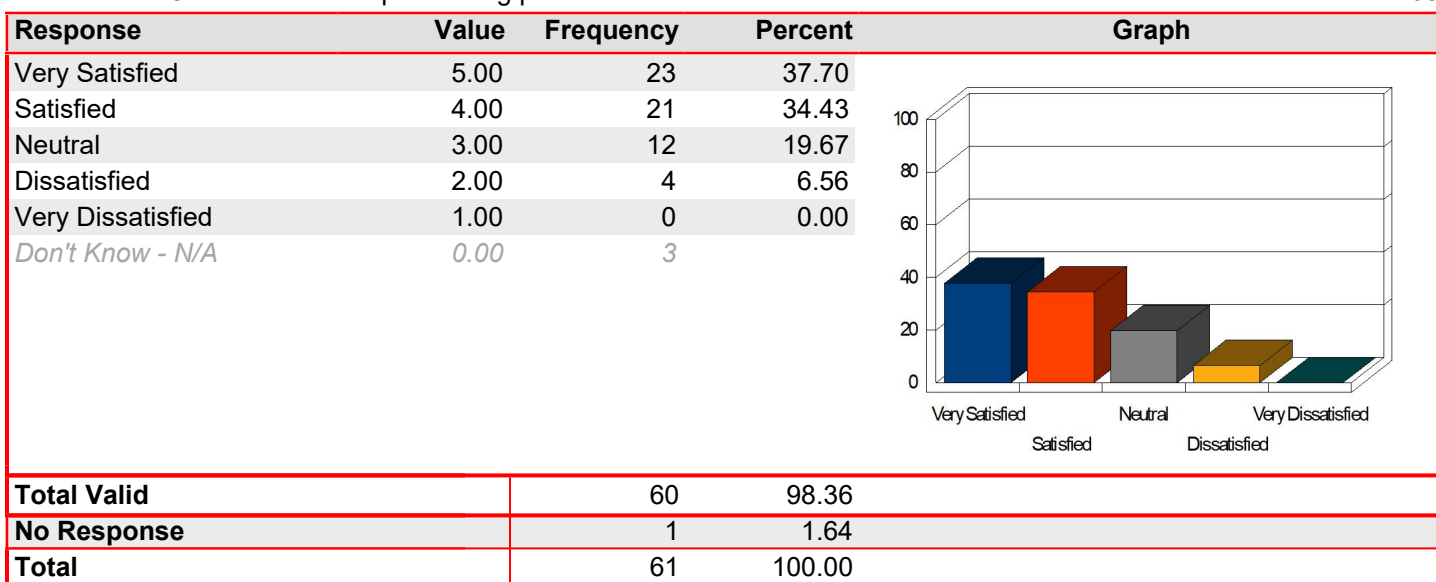 Response Value Frequency Percent Graph
Very Satisfied 5.00 23 37.70
Satisfied 4.00 21 34.43
Neutral 3.00 12 19.67
Dissatisfied 2.00 4 6.56
Very Dissatisfied 1.00 0 0.00
Don't Know - N/A 0.00 3
100
80
60
40
20
0
Very Satisfied Neutral Very Dissatisfied
Satisfied Dissatisfied
Total Valid 60 98.36
No Response 1 1.64
Total 61 100.00